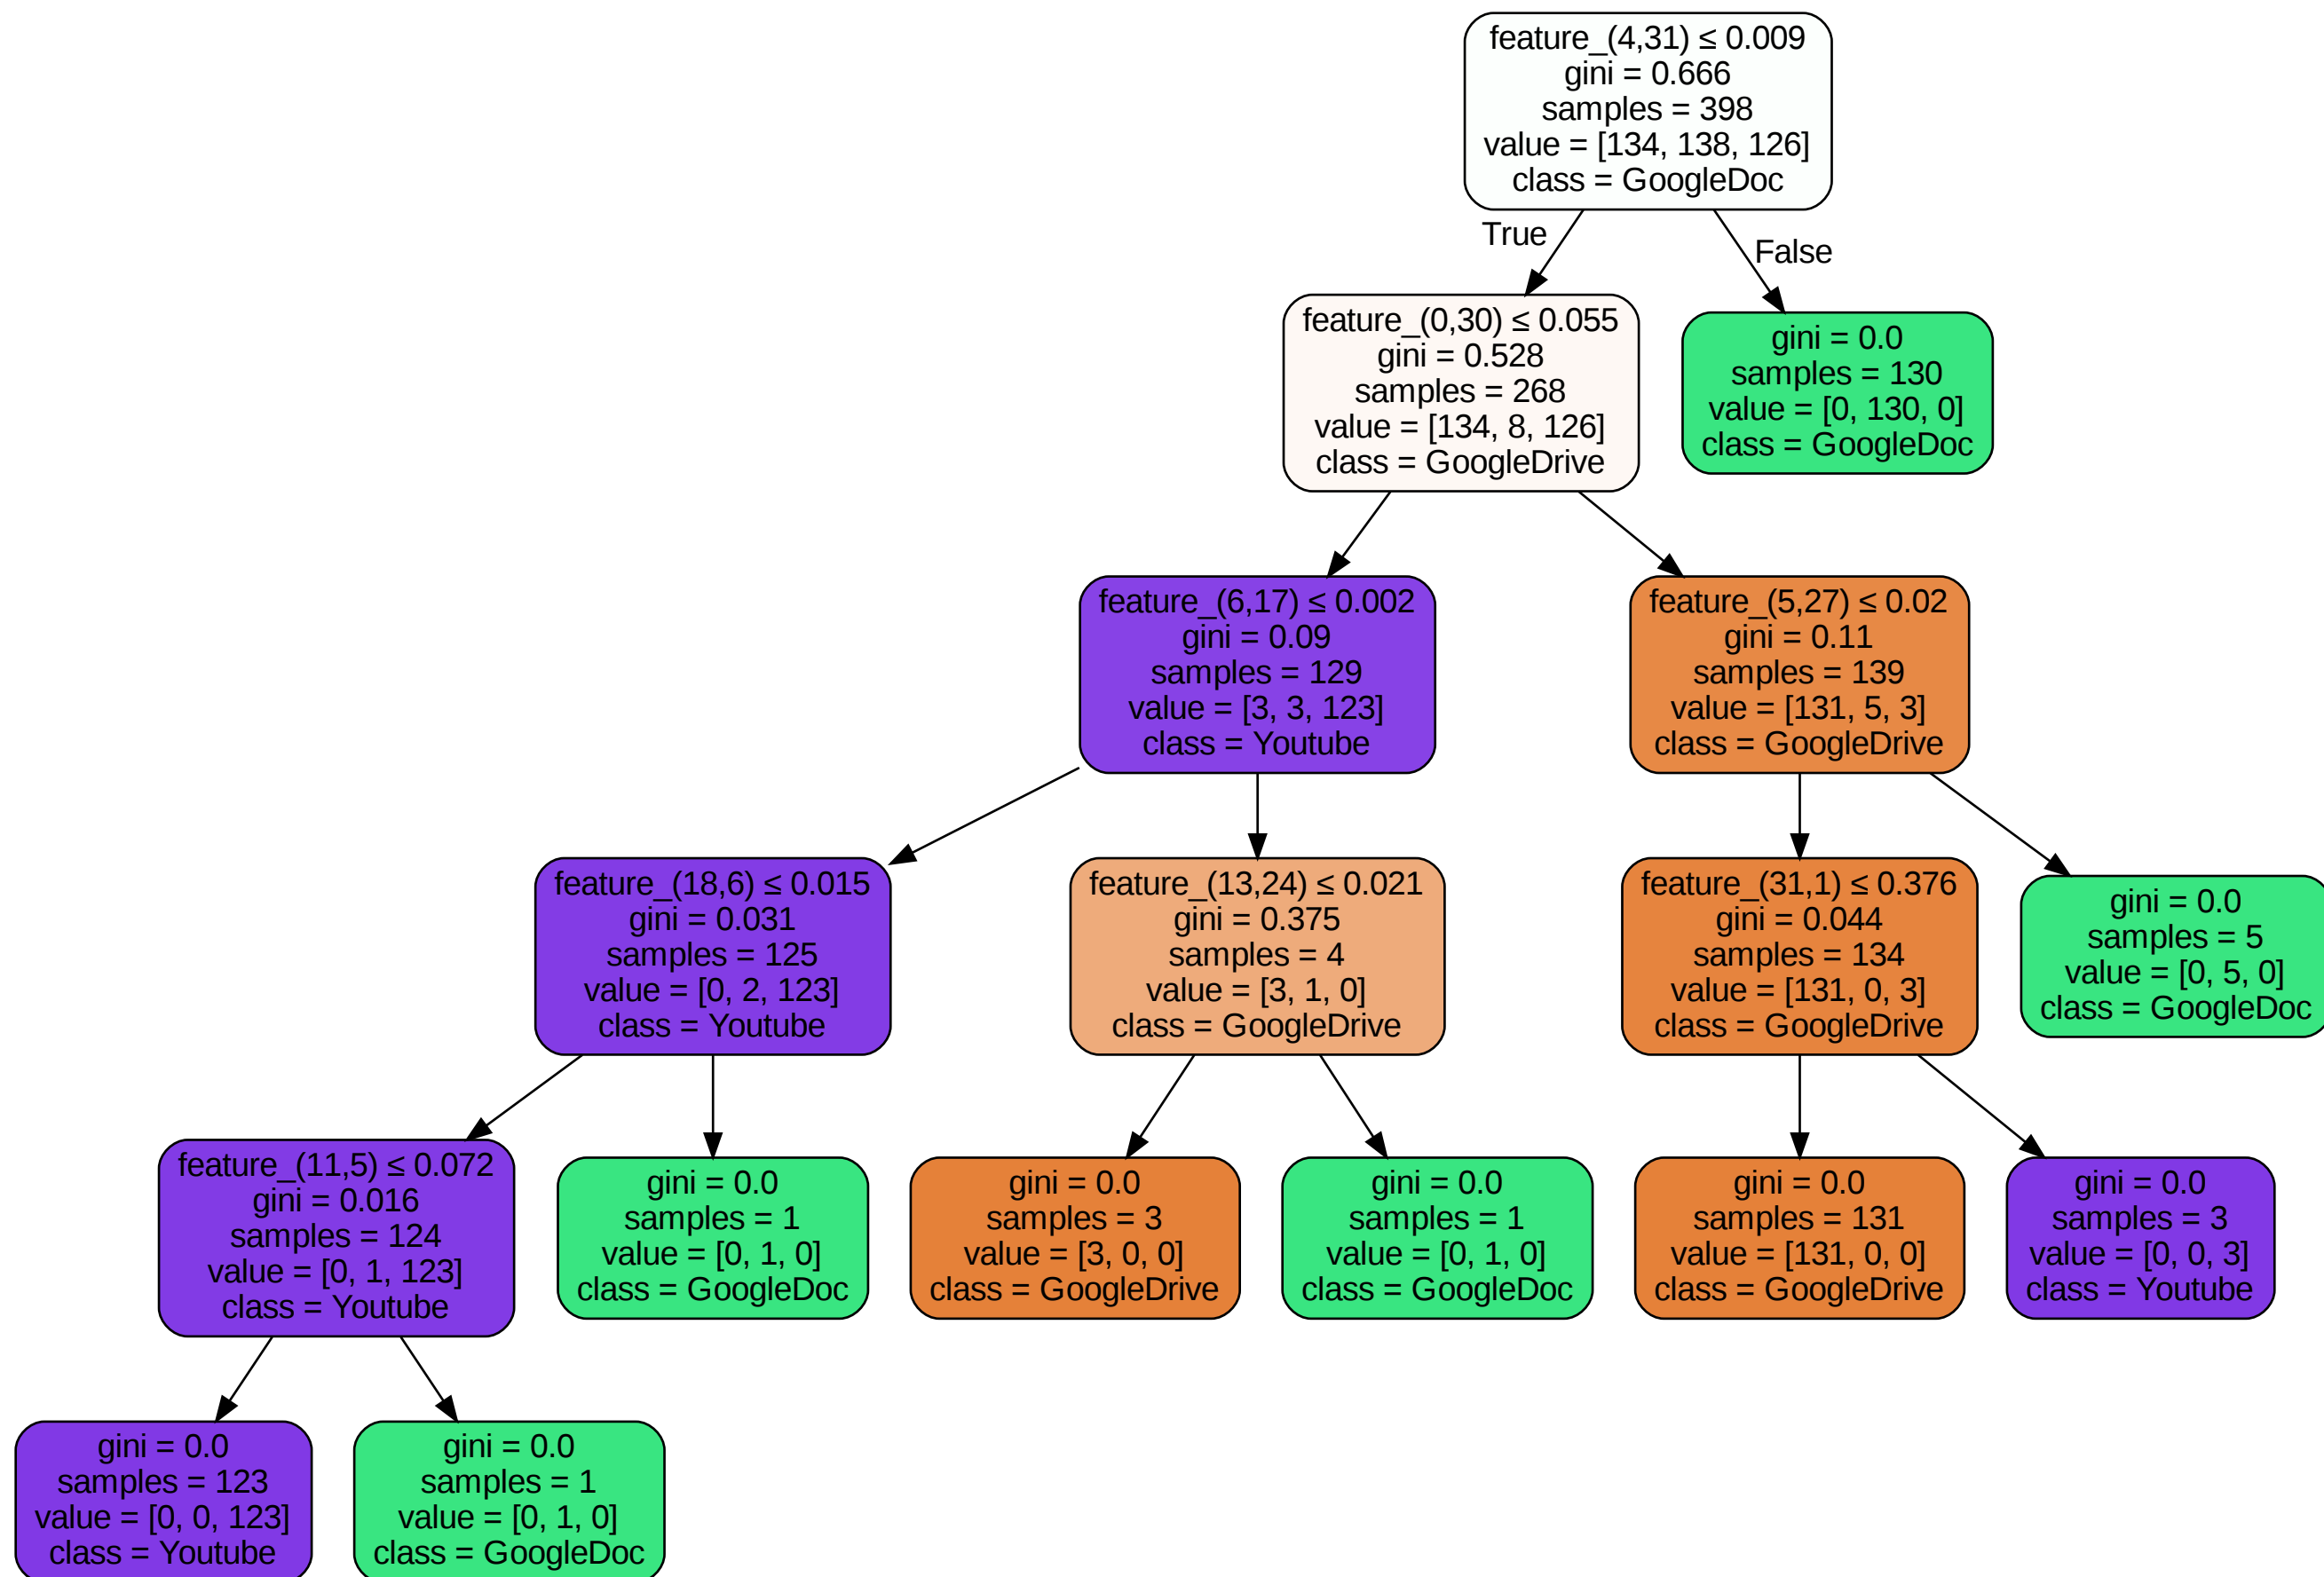 feature_(4,31) ≤ 0.009
gini = 0.666
samples = 398
value = [134, 138, 126]
class = GoogleDoc
True
False
feature_(0,30) ≤ 0.055
gini = 0.528
samples = 268
value = [134, 8, 126]
class = GoogleDrive
gini = 0.0
samples = 130
value = [0, 130, 0]
class = GoogleDoc
feature_(6,17) ≤ 0.002
gini = 0.09
samples = 129
value = [3, 3, 123]
class = Youtube
feature_(5,27) ≤ 0.02
gini = 0.11
samples = 139
value = [131, 5, 3]
class = GoogleDrive
feature_(18,6) ≤ 0.015
gini = 0.031
samples = 125
value = [0, 2, 123]
class = Youtube
feature_(13,24) ≤ 0.021
gini = 0.375
samples = 4
value = [3, 1, 0]
class = GoogleDrive
feature_(31,1) ≤ 0.376
gini = 0.044
samples = 134
value = [131, 0, 3]
class = GoogleDrive
gini = 0.0
samples = 5
value = [0, 5, 0]
class = GoogleDoc
feature_(11,5) ≤ 0.072
gini = 0.016
samples = 124
value = [0, 1, 123]
class = Youtube
gini = 0.0
samples = 1
value = [0, 1, 0]
class = GoogleDoc
gini = 0.0
samples = 3
value = [3, 0, 0]
class = GoogleDrive
gini = 0.0
samples = 1
value = [0, 1, 0]
class = GoogleDoc
gini = 0.0
samples = 131
value = [131, 0, 0]
class = GoogleDrive
gini = 0.0
samples = 3
value = [0, 0, 3]
class = Youtube
gini = 0.0
samples = 123
value = [0, 0, 123]
class = Youtube
gini = 0.0
samples = 1
value = [0, 1, 0]
class = GoogleDoc